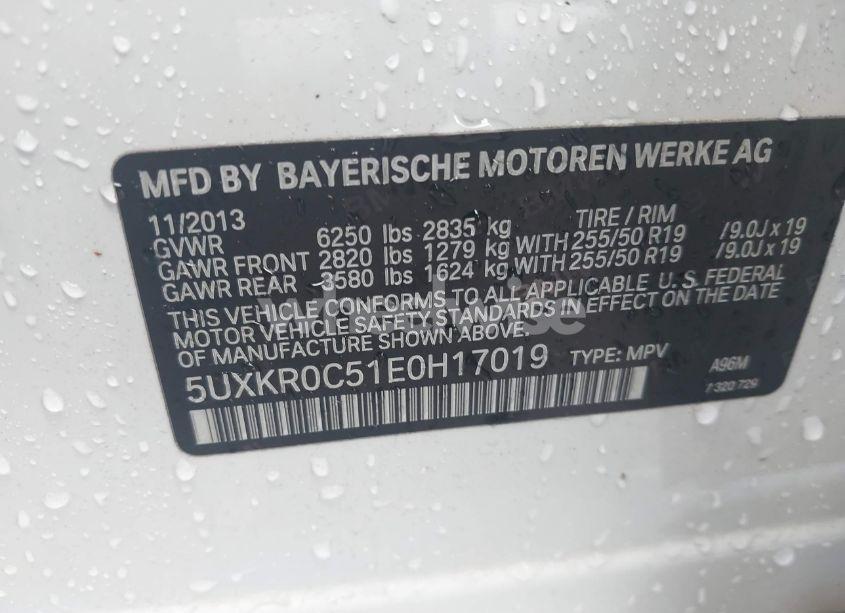 MFD BY BAYERISCHE MOTOREN WERKE AG
11/2013 TIRE / RIM
GVWR 6250 lbs 2835 kg
GAWR FRONT 2820 lbs 1279 kg WITH 255/50 R19 /9.0J x 19
GAWR REAR 3580 lbs 1624 kg WITH 255/50 R19 /9.0J x 19
THIS VEHICLE CONFORMS TO ALL APPLICABLE U.S. FEDERAL
MOTOR VEHICLE SAFETY STANDARDS IN EFFECT ON THE DATE
OF MANUFACTURE SHOWN ABOVE.
5UXKR0C51E0H17019 TYPE: MPV A96M
7 320 729